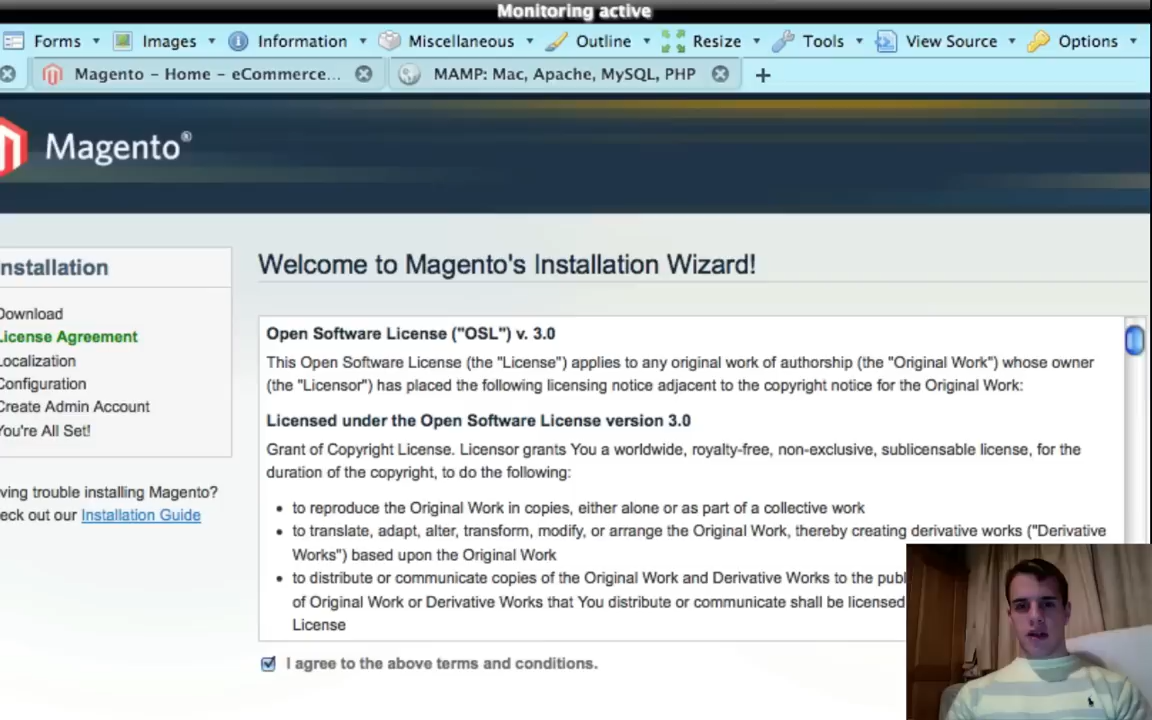 Monitoring active
Forms Images Information Miscellaneous Outline Resize Tools View Source Options
Magento - Home - eCommerce... MAMP: Mac, Apache, MySQL, PHP
Magento®
nstallation
Download
License Agreement
Localization
Configuration
Create Admin Account
You're All Set!
ving trouble installing Magento?
eck out our Installation Guide
Welcome to Magento's Installation Wizard!
Open Software License ("OSL") v. 3.0
This Open Software License (the "License") applies to any original work of authorship (the "Original Work") whose owner
(the "Licensor") has placed the following licensing notice adjacent to the copyright notice for the Original Work:
Licensed under the Open Software License version 3.0
Grant of Copyright License. Licensor grants You a worldwide, royalty-free, non-exclusive, sublicensable license, for the
duration of the copyright, to do the following:
• to reproduce the Original Work in copies, either alone or as part of a collective work
• to translate, adapt, alter, transform, modify, or arrange the Original Work, thereby creating derivative works ("Derivative
Works") based upon the Original Work
• to distribute or communicate copies of the Original Work and Derivative Works to the publ
of Original Work or Derivative Works that You distribute or communicate shall be licensed
License
I agree to the above terms and conditions.